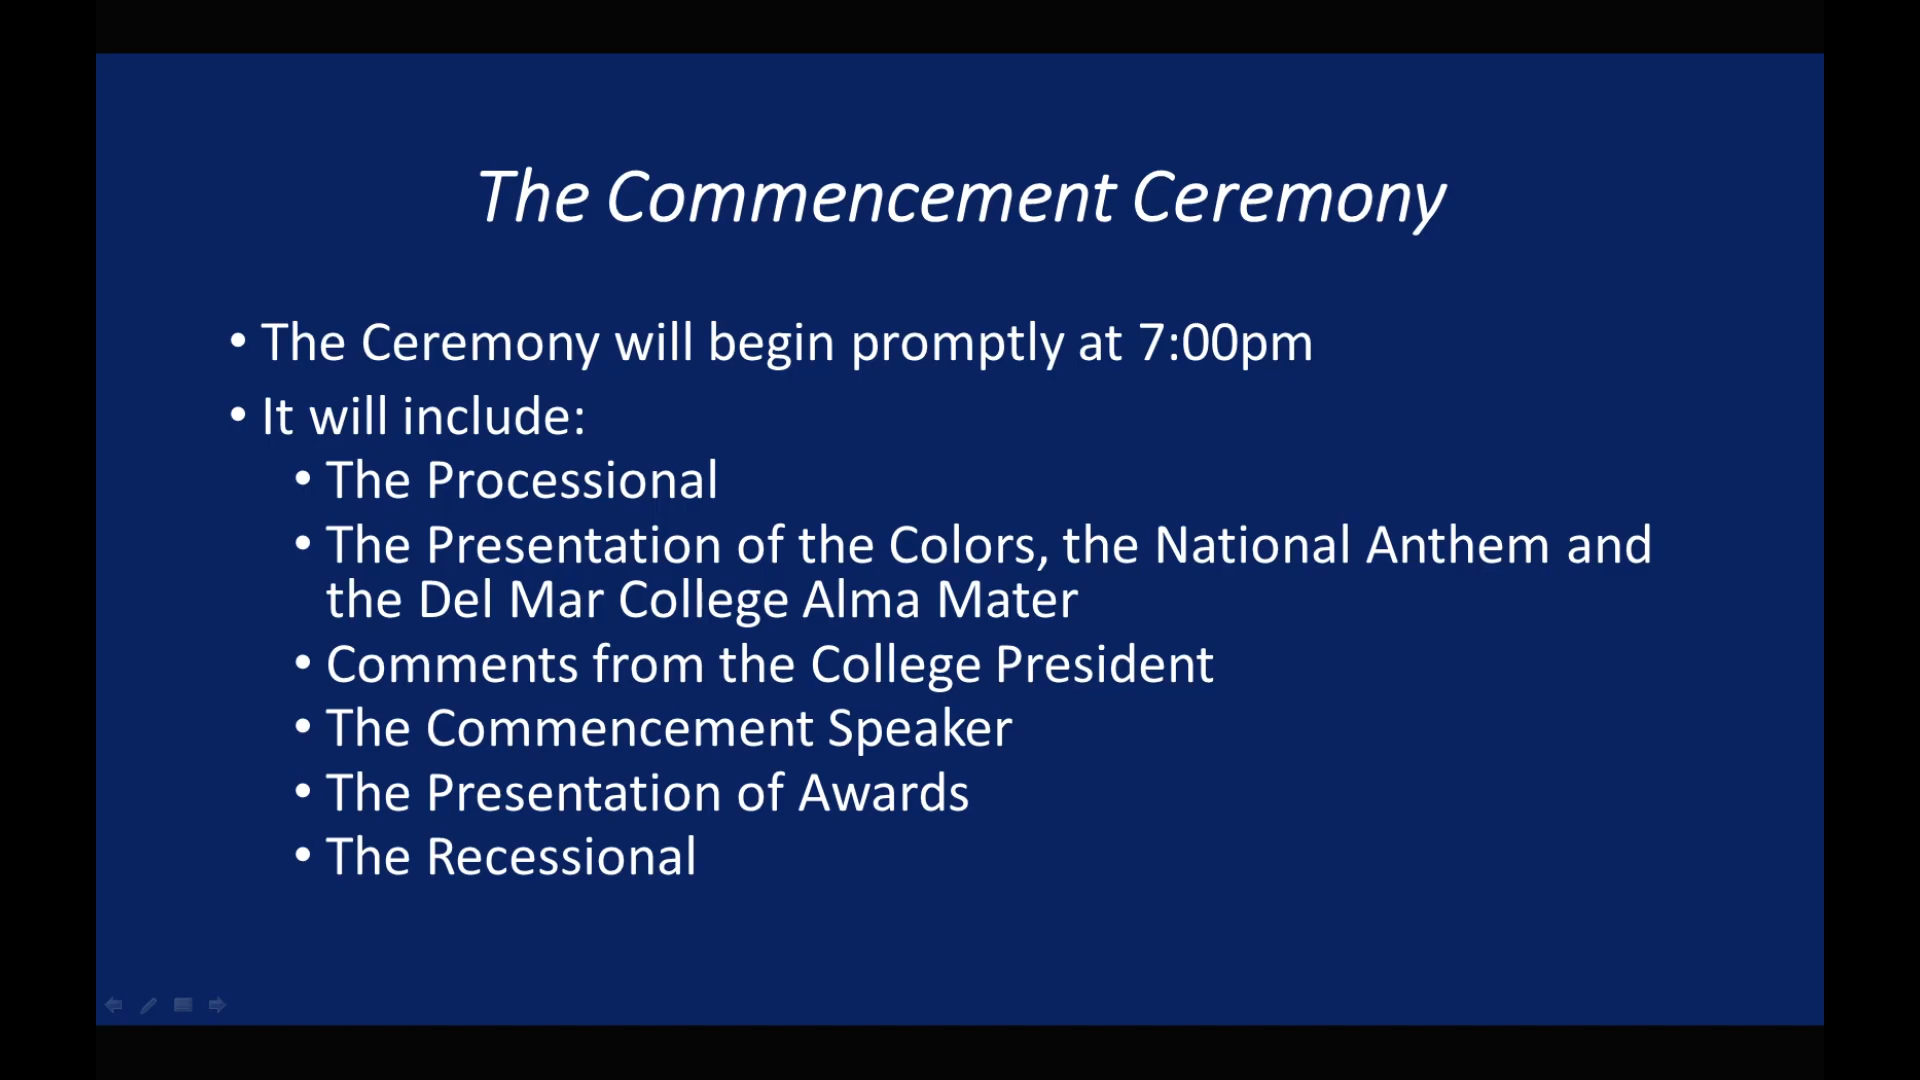 The Commencement Ceremony
• The Ceremony will begin promptly at 7:00pm
• It will include:
• The Processional
• The Presentation of the Colors, the National Anthem and
the Del Mar College Alma Mater
• Comments from the College President
• The Commencement Speaker
• The Presentation of Awards
• The Recessional